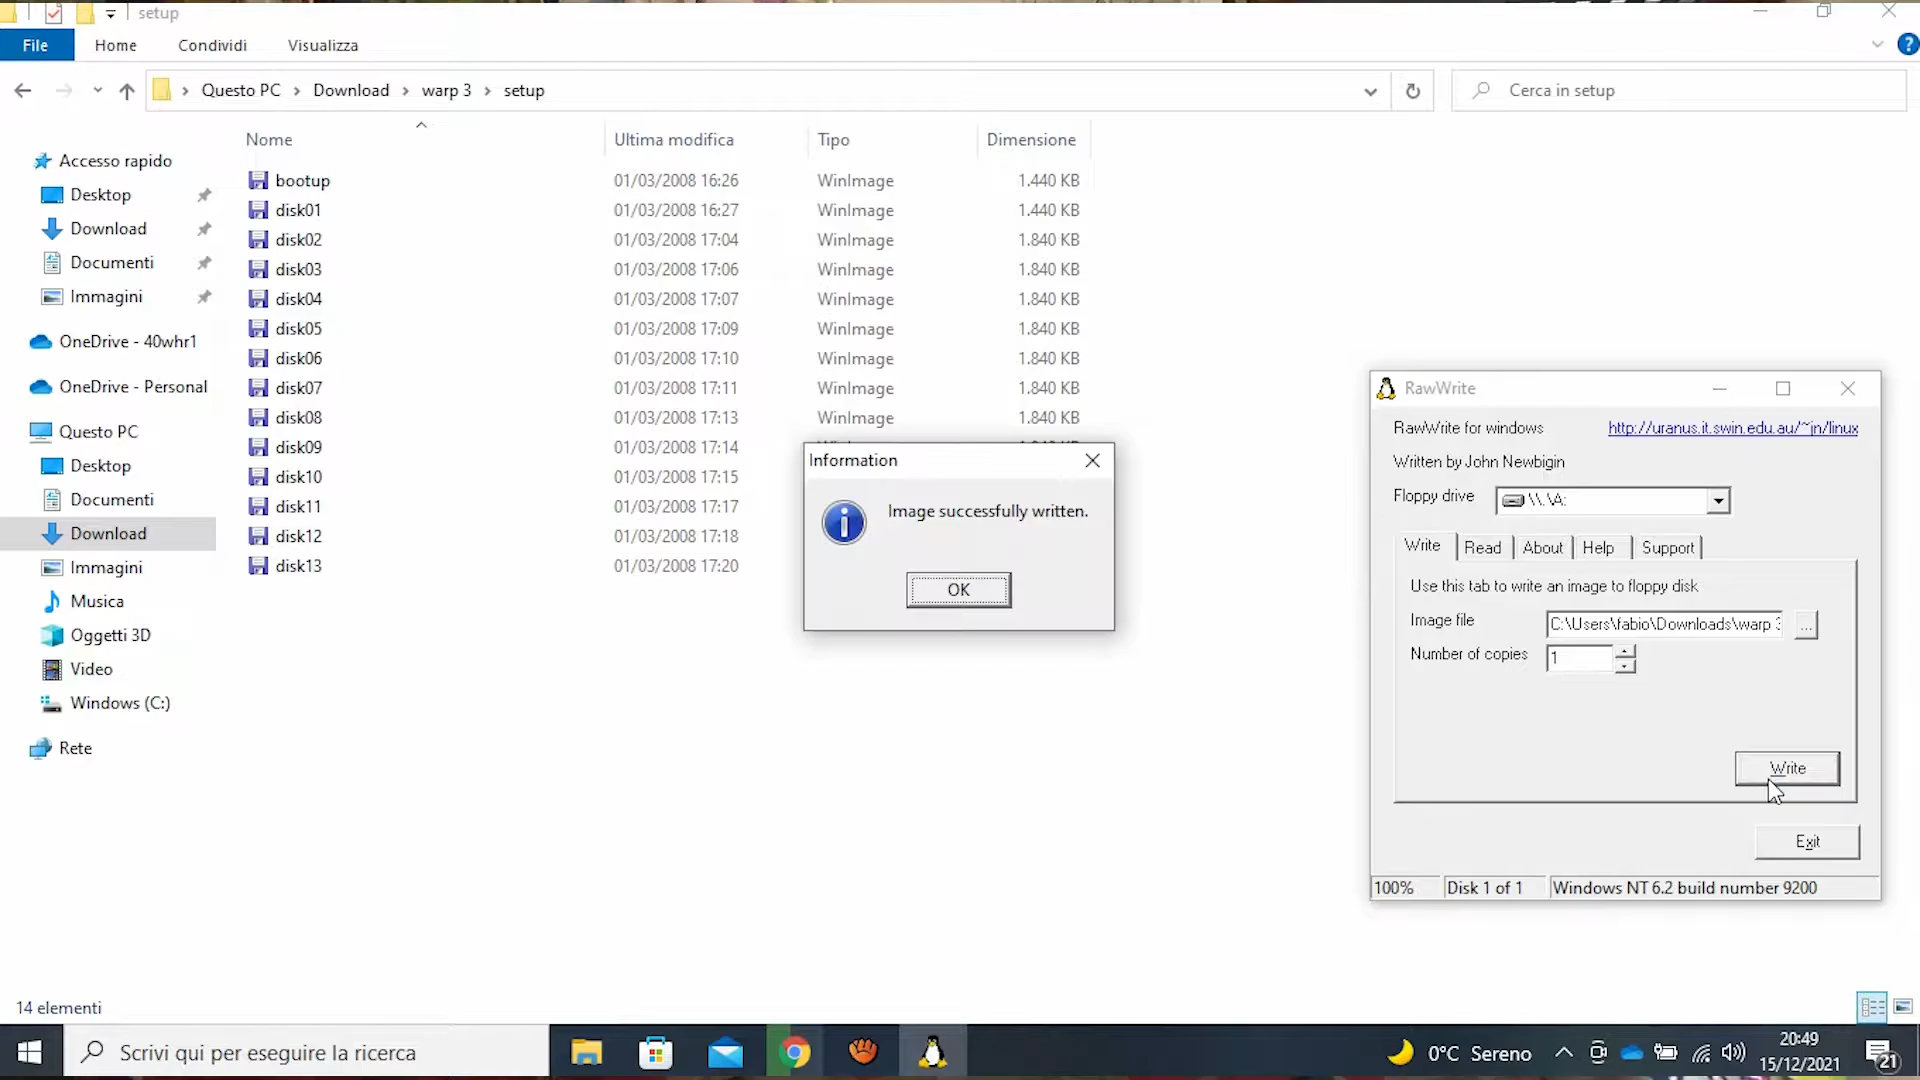 setup
File Home Condividi Visualizza
Questo PC Download warp 3 setup
Cerca in setup
Nome Ultima modifica Tipo Dimensione
Accesso rapido
Desktop
Download
Documenti
Immagini
OneDrive - 40whr1
OneDrive - Personal
Questo PC
Desktop
Documenti
Download
Immagini
Musica
Oggetti 3D
Video
Windows (C:)
Rete
bootup 01/03/2008 16:26 WinImage 1.440 KB
disk01 01/03/2008 16:27 WinImage 1.440 KB
disk02 01/03/2008 17:04 WinImage 1.840 KB
disk03 01/03/2008 17:06 WinImage 1.840 KB
disk04 01/03/2008 17:07 WinImage 1.840 KB
disk05 01/03/2008 17:09 WinImage 1.840 KB
disk06 01/03/2008 17:10 WinImage 1.840 KB
disk07 01/03/2008 17:11 WinImage 1.840 KB
disk08 01/03/2008 17:13 WinImage 1.840 KB
disk09 01/03/2008 17:14
disk10 01/03/2008 17:15
disk11 01/03/2008 17:17
disk12 01/03/2008 17:18
disk13 01/03/2008 17:20
Information
Image successfully written.
OK
RawWrite
RawWrite for windows http://uranus.it.swin.edu.au/~jn/linux
Written by John Newbigin
Floppy drive \\.\A:
Write Read About Help Support
Use this tab to write an image to floppy disk
Image file C:\Users\fabio\Downloads\warp 3 ...
Number of copies 1
Write
Exit
100% Disk 1 of 1 Windows NT 6.2 build number 9200
14 elementi
Scrivi qui per eseguire la ricerca
0°C Sereno
20:49
15/12/2021
21